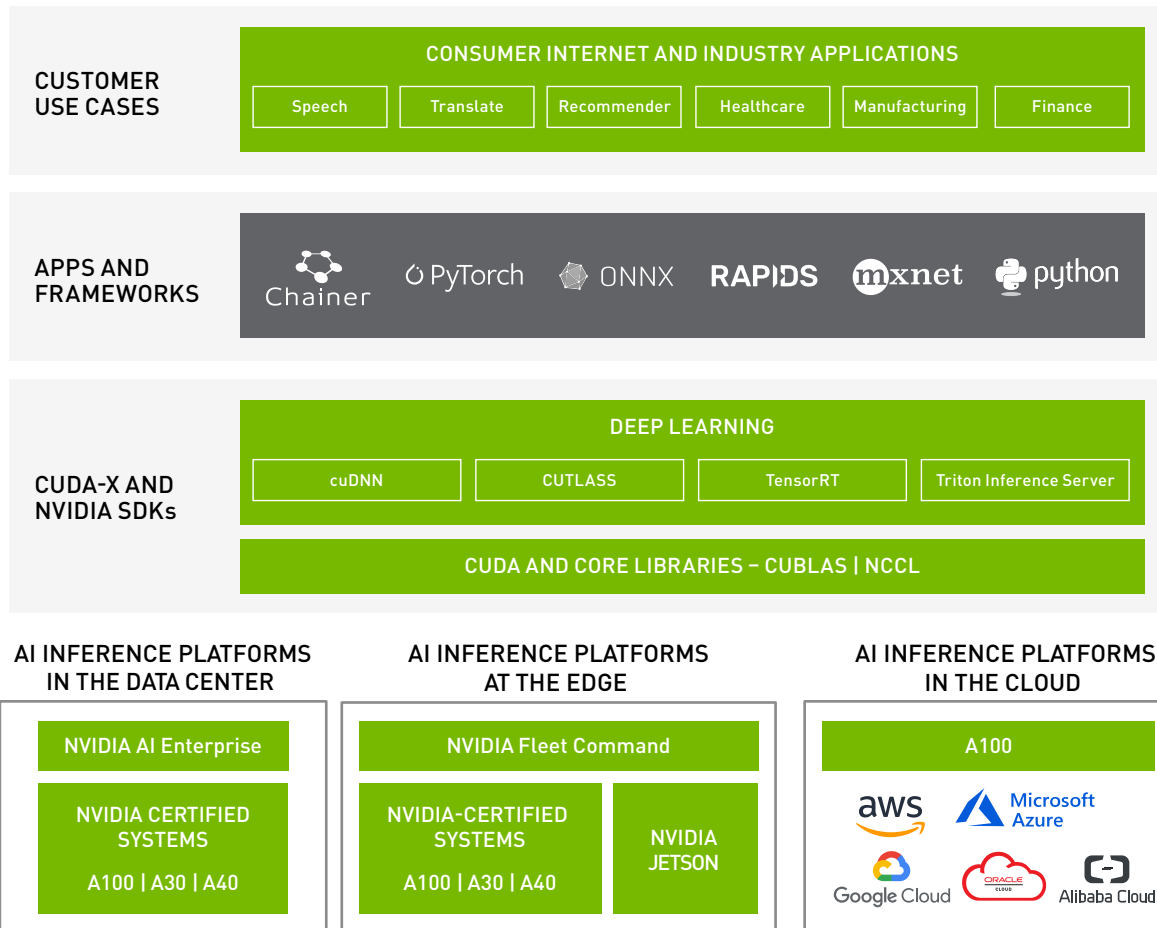 CUSTOMER
USE CASES
CONSUMER INTERNET AND INDUSTRY APPLICATIONS
Speech
Translate
Recommender
Healthcare
Manufacturing
Finance
APPS AND
FRAMEWORKS
Chainer
PyTorch
ONNX
RAPIDS
mxnet
python
CUDA-X AND
NVIDIA SDKs
DEEP LEARNING
cuDNN
CUTLASS
TensorRT
Triton Inference Server
CUDA AND CORE LIBRARIES – CUBLAS | NCCL
AI INFERENCE PLATFORMS
IN THE DATA CENTER
NVIDIA AI Enterprise
NVIDIA CERTIFIED
SYSTEMS
A100 | A30 | A40
AI INFERENCE PLATFORMS
AT THE EDGE
NVIDIA Fleet Command
NVIDIA-CERTIFIED
SYSTEMS
A100 | A30 | A40
NVIDIA
JETSON
AI INFERENCE PLATFORMS
IN THE CLOUD
A100
aws
Microsoft
Azure
Google Cloud
ORACLE
CLOUD
Alibaba Cloud